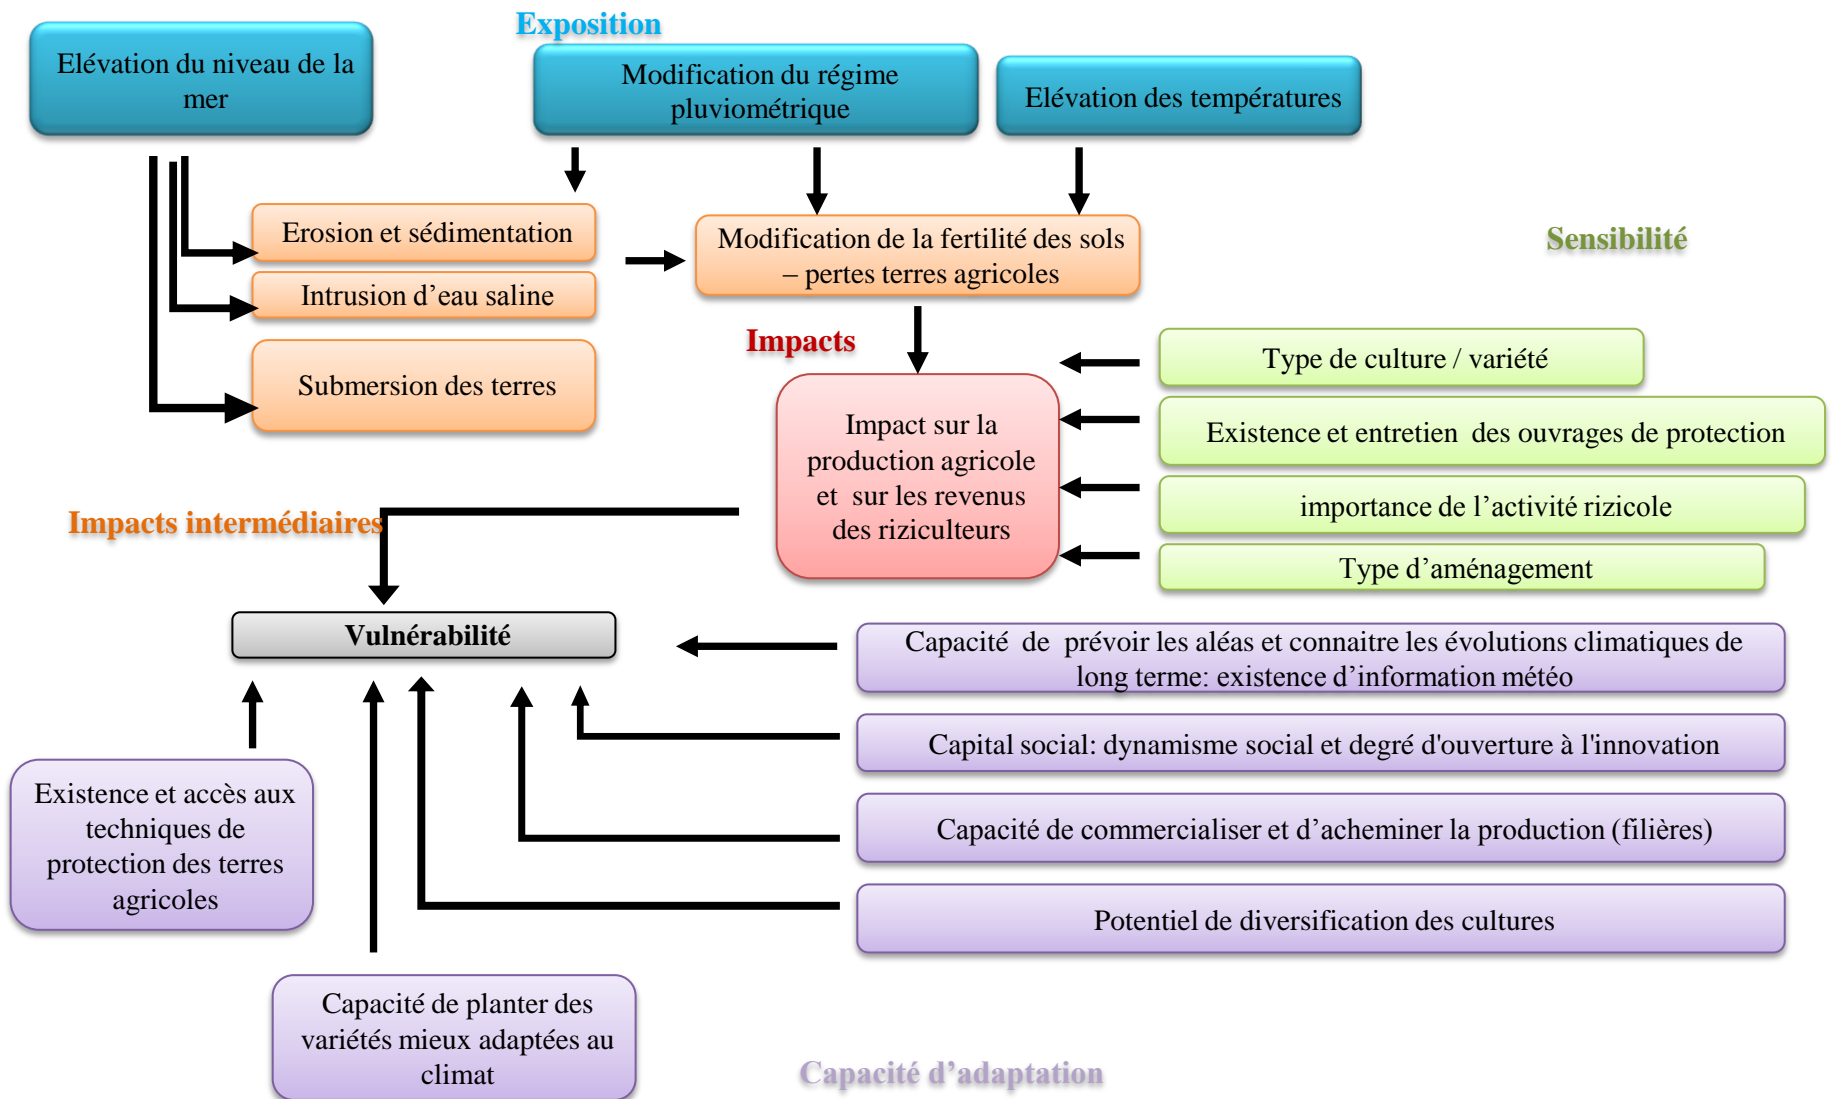 Exposition
Elévation du niveau de la
mer
Modification du régime
pluviométrique
Elévation des températures
Erosion et sédimentation
Intrusion d’eau saline
Submersion des terres
Modification de la fertilité des sols
– pertes terres agricoles
Sensibilité
Impacts
Impact sur la
production agricole
et sur les revenus
des riziculteurs
Type de culture / variété
Existence et entretien des ouvrages de protection
importance de l’activité rizicole
Type d’aménagement
Impacts intermédiaires
Vulnérabilité
Capacité de prévoir les aléas et connaitre les évolutions climatiques de
long terme: existence d’information météo
Capital social: dynamisme social et degré d'ouverture à l'innovation
Capacité de commercialiser et d’acheminer la production (filières)
Potentiel de diversification des cultures
Existence et accès aux
techniques de
protection des terres
agricoles
Capacité de planter des
variétés mieux adaptées au
climat
Capacité d’adaptation